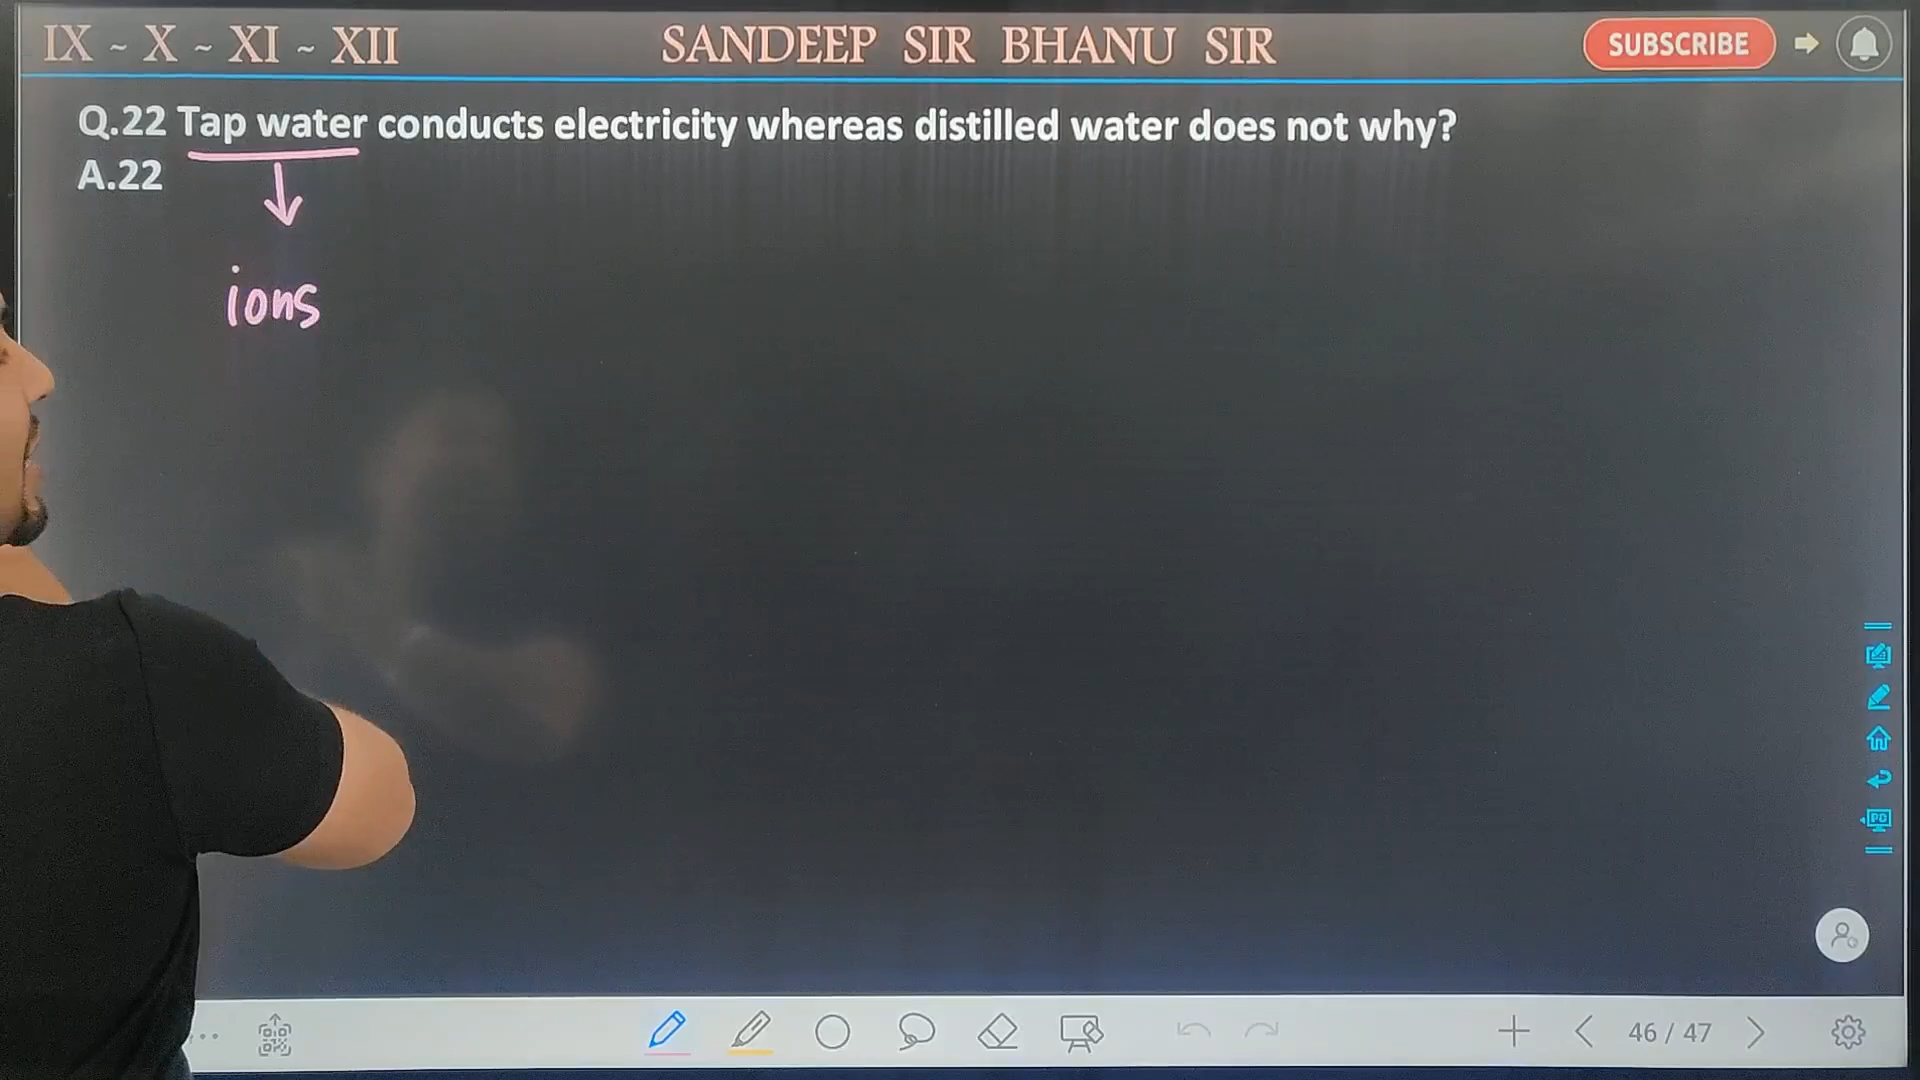 IX ~ X ~ XI ~ XII SANDEEP SIR BHANU SIR SUBSCRIBE
Q.22 Tap water conducts electricity whereas distilled water does not why?
A.22
ions
PC
46 / 47